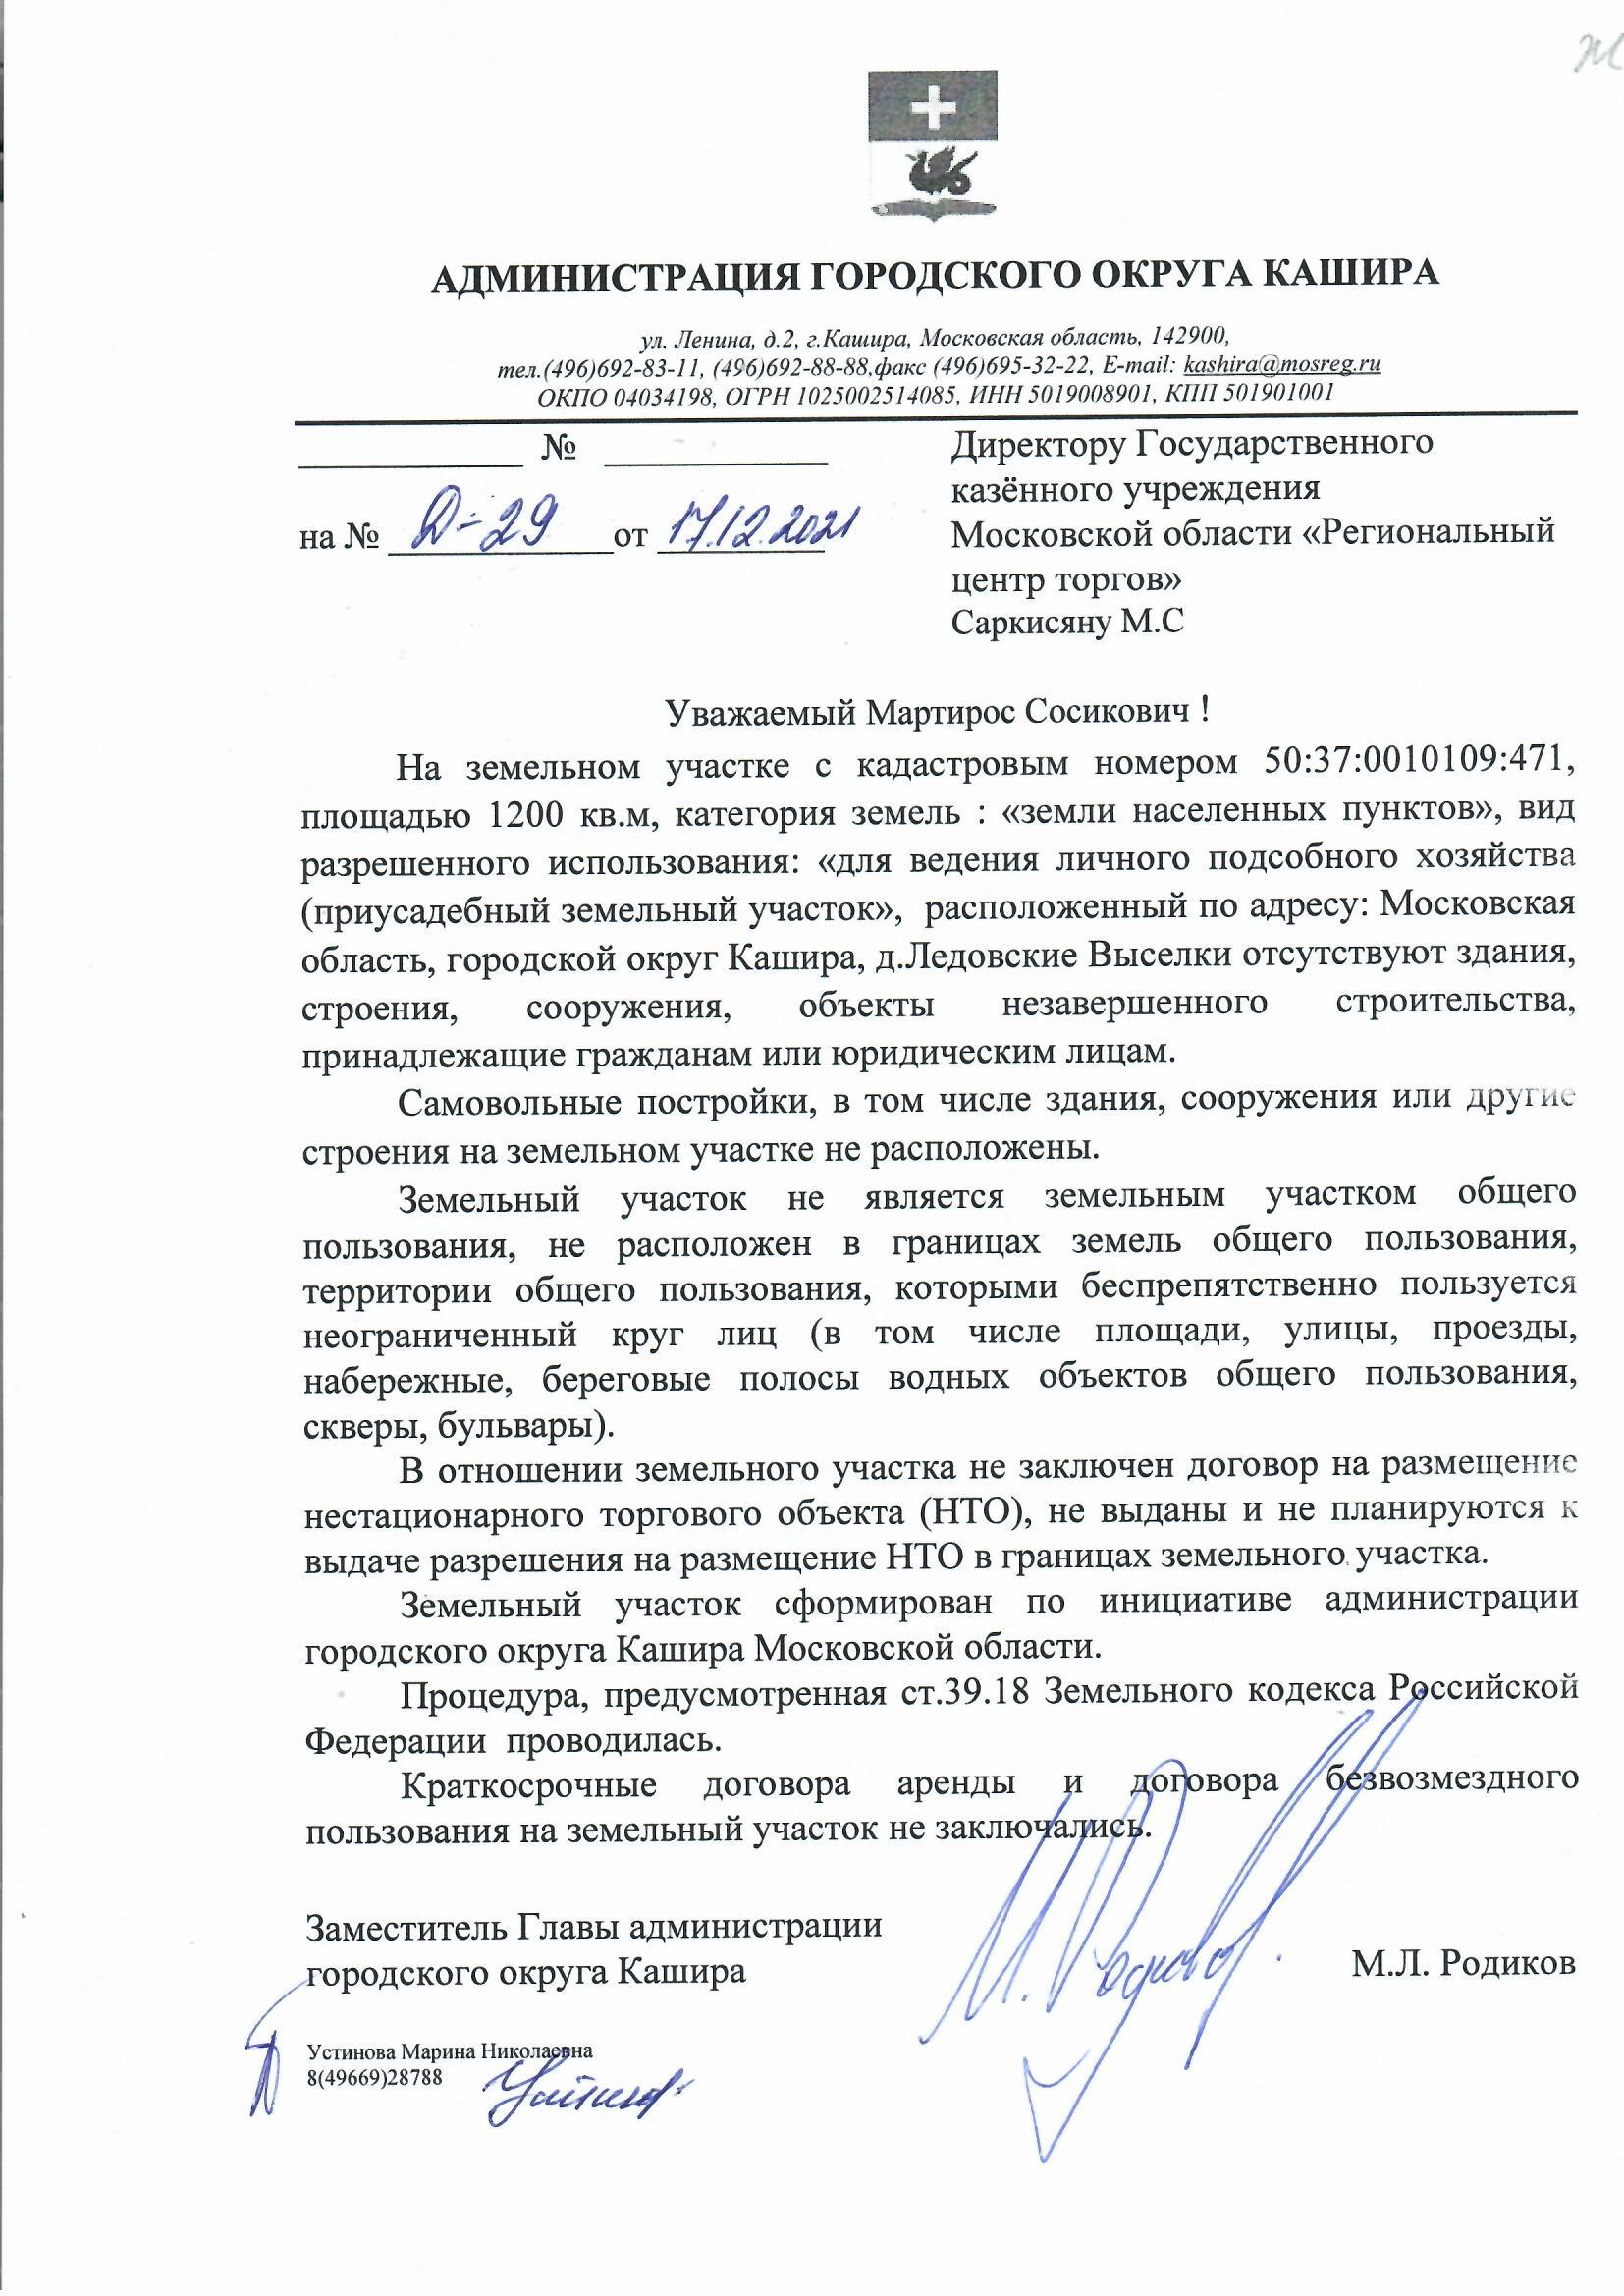 АДМИНИСТРАЦИЯ ГОРОДСКОГО ОКРУГА КАШИРА
ул. Ленина, д.2, г.Кашира, Московская область, 142900,
тел.(496)692-83-11, (496)692-88-88,факс (496)695-32-22, E-mail: kashira@mosreg.ru
ОКПО 04034198, ОГРН 1025002514085, ИНН 5019008901, КПП 501901001
____________ № ____________
на № Д-29 от 17.12.2021
Директору Государственного
казённого учреждения
Московской области «Региональный
центр торгов»
Саркисяну М.С
Уважаемый Мартирос Сосикович !
На земельном участке с кадастровым номером 50:37:0010109:471,
площадью 1200 кв.м, категория земель : «земли населенных пунктов», вид
разрешенного использования: «для ведения личного подсобного хозяйства
(приусадебный земельный участок», расположенный по адресу: Московская
область, городской округ Кашира, д.Ледовские Выселки отсутствуют здания,
строения, сооружения, объекты незавершенного строительства,
принадлежащие гражданам или юридическим лицам.
Самовольные постройки, в том числе здания, сооружения или другие
строения на земельном участке не расположены.
Земельный участок не является земельным участком общего
пользования, не расположен в границах земель общего пользования,
территории общего пользования, которыми беспрепятственно пользуется
неограниченный круг лиц (в том числе площади, улицы, проезды,
набережные, береговые полосы водных объектов общего пользования,
скверы, бульвары).
В отношении земельного участка не заключен договор на размещение
нестационарного торгового объекта (НТО), не выданы и не планируются к
выдаче разрешения на размещение НТО в границах земельного участка.
Земельный участок сформирован по инициативе администрации
городского округа Кашира Московской области.
Процедура, предусмотренная ст.39.18 Земельного кодекса Российской
Федерации проводилась.
Краткосрочные договора аренды и договора безвозмездного
пользования на земельный участок не заключались.
Заместитель Главы администрации
городского округа Кашира
М.Л. Родиков
Устинова Марина Николаевна
8(49669)28788